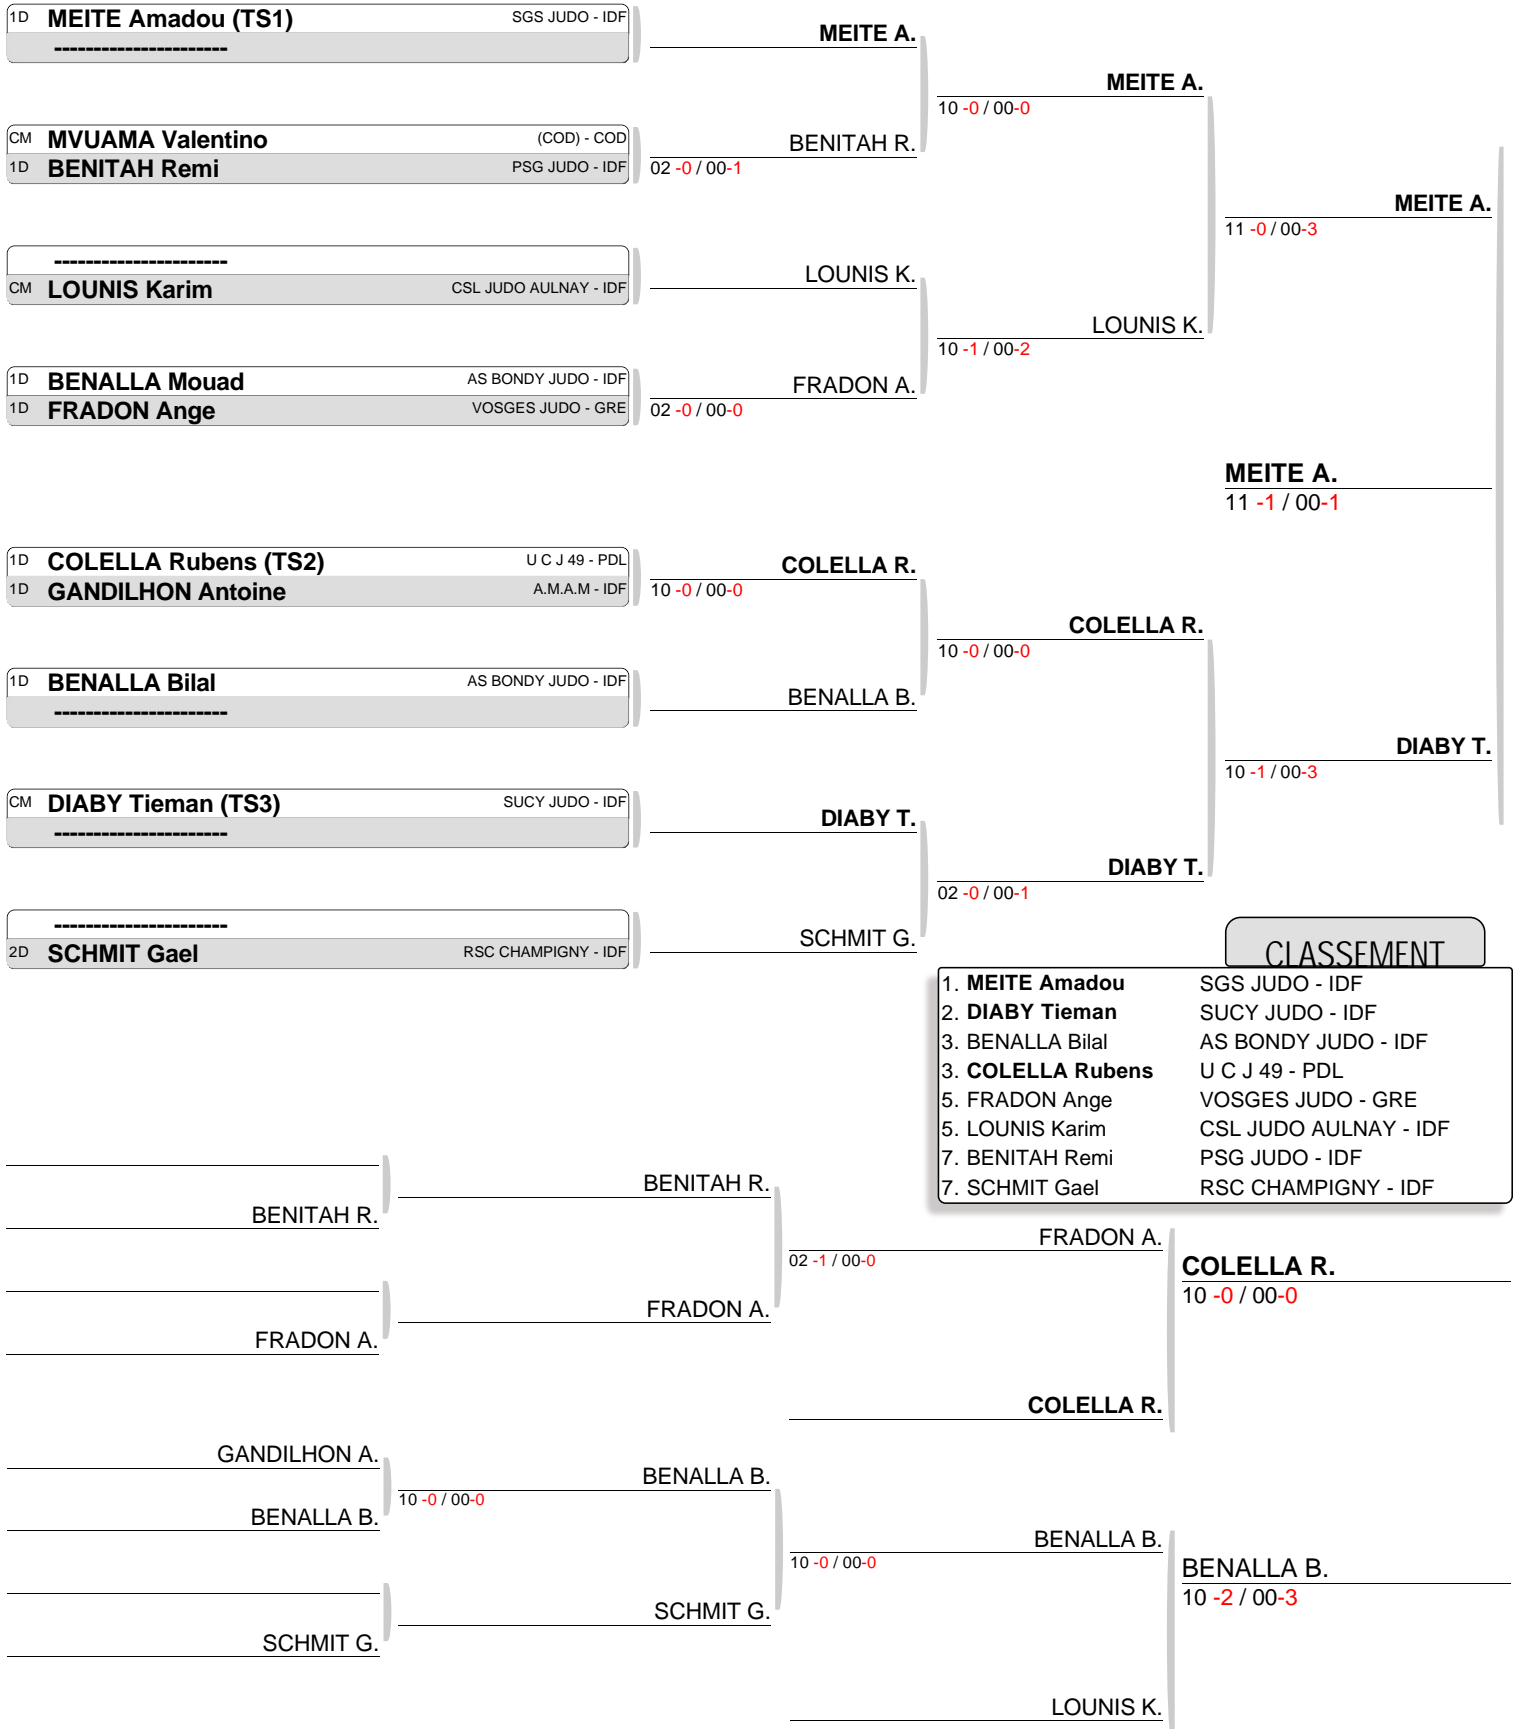 1D MEITE Amadou (TS1) SGS JUDO - IDF
----------------------
MEITE A.
MEITE A.
10 -0 / 00-0
CM MVUAMA Valentino (COD) - COD
1D BENITAH Remi PSG JUDO - IDF
BENITAH R.
02 -0 / 00-1
MEITE A.
11 -0 / 00-3
----------------------
CM LOUNIS Karim CSL JUDO AULNAY - IDF
LOUNIS K.
LOUNIS K.
10 -1 / 00-2
1D BENALLA Mouad AS BONDY JUDO - IDF
1D FRADON Ange VOSGES JUDO - GRE
FRADON A.
02 -0 / 00-0
MEITE A.
11 -1 / 00-1
1D COLELLA Rubens (TS2) U C J 49 - PDL
1D GANDILHON Antoine A.M.A.M - IDF
COLELLA R.
10 -0 / 00-0
COLELLA R.
10 -0 / 00-0
1D BENALLA Bilal AS BONDY JUDO - IDF
----------------------
BENALLA B.
DIABY T.
10 -1 / 00-3
CM DIABY Tieman (TS3) SUCY JUDO - IDF
----------------------
DIABY T.
DIABY T.
02 -0 / 00-1
----------------------
2D SCHMIT Gael RSC CHAMPIGNY - IDF
SCHMIT G.
CLASSEMENT
1. MEITE Amadou SGS JUDO - IDF
2. DIABY Tieman SUCY JUDO - IDF
3. BENALLA Bilal AS BONDY JUDO - IDF
3. COLELLA Rubens U C J 49 - PDL
5. FRADON Ange VOSGES JUDO - GRE
5. LOUNIS Karim CSL JUDO AULNAY - IDF
7. BENITAH Remi PSG JUDO - IDF
7. SCHMIT Gael RSC CHAMPIGNY - IDF
BENITAH R.
BENITAH R.
FRADON A.
02 -1 / 00-0
COLELLA R.
10 -0 / 00-0
FRADON A.
FRADON A.
COLELLA R.
GANDILHON A.
BENALLA B.
10 -0 / 00-0
BENALLA B.
BENALLA B.
10 -0 / 00-0
BENALLA B.
10 -2 / 00-3
SCHMIT G.
SCHMIT G.
LOUNIS K.